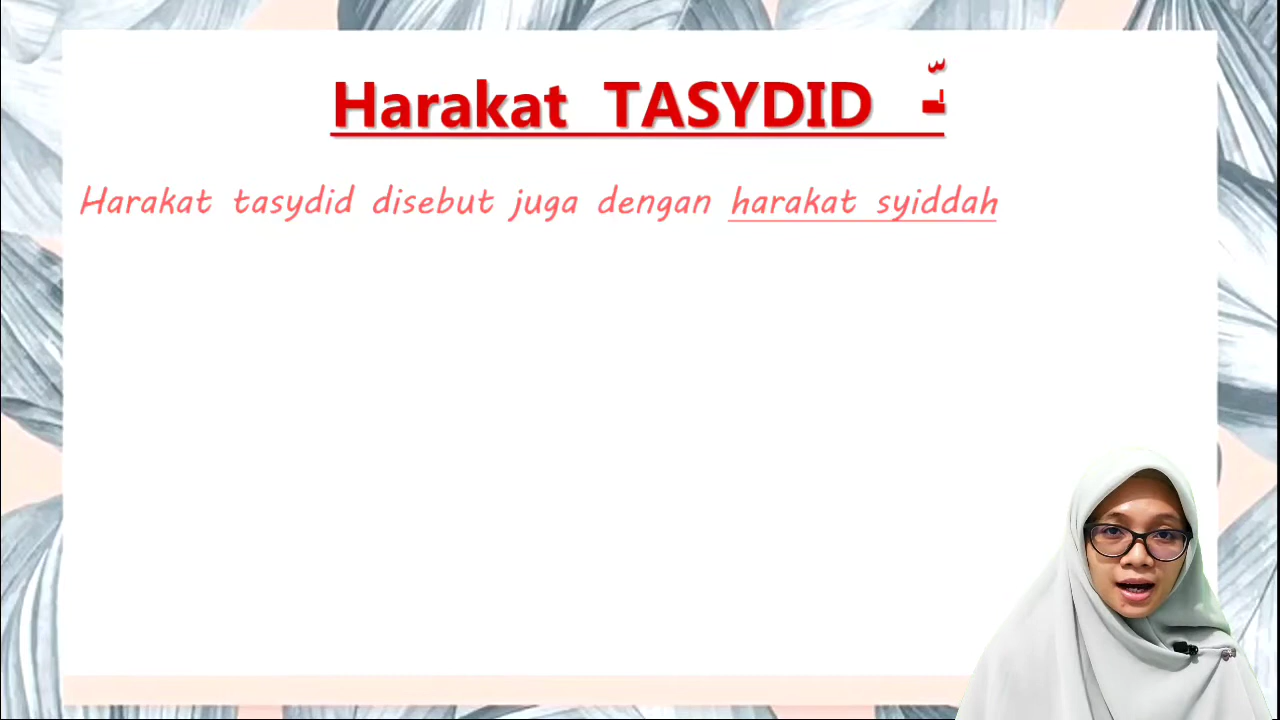 Harakat TASYDID ـّ
Harakat tasydid disebut juga dengan harakat syiddah